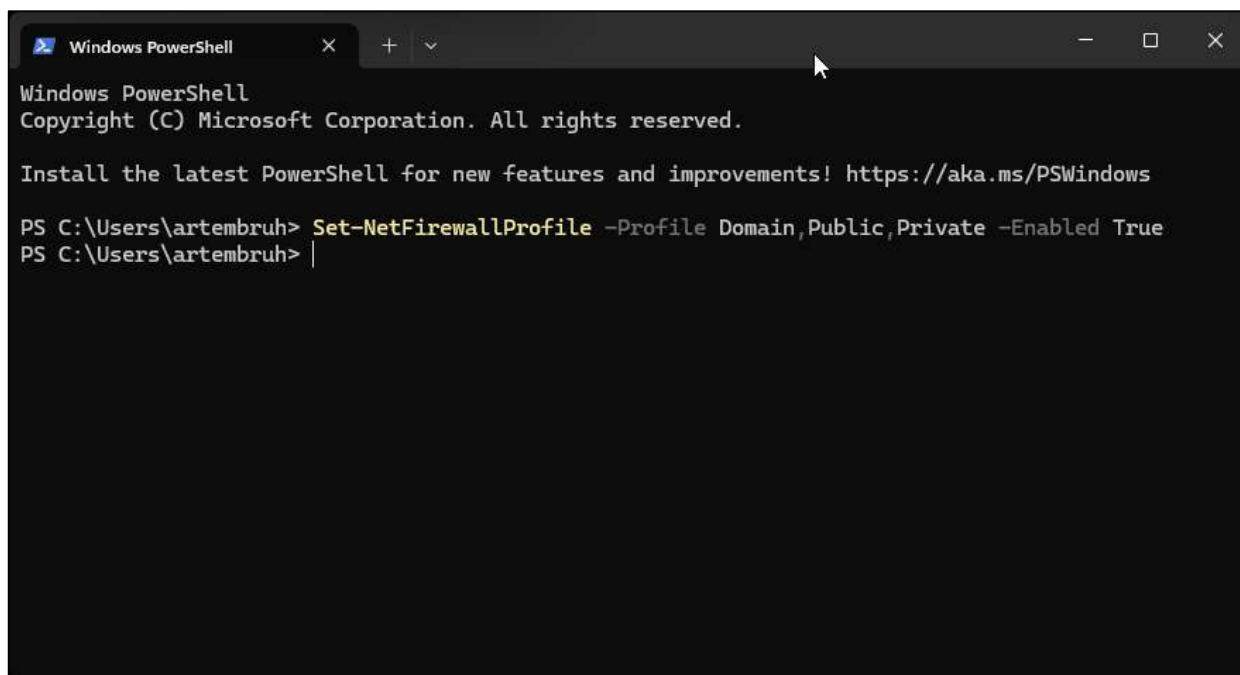 Windows PowerShell
Windows PowerShell
Copyright (C) Microsoft Corporation. All rights reserved.
Install the latest PowerShell for new features and improvements! https://aka.ms/PSWindows
PS C:\Users\artembruh> Set-NetFirewallProfile -Profile Domain,Public,Private -Enabled True
PS C:\Users\artembruh>